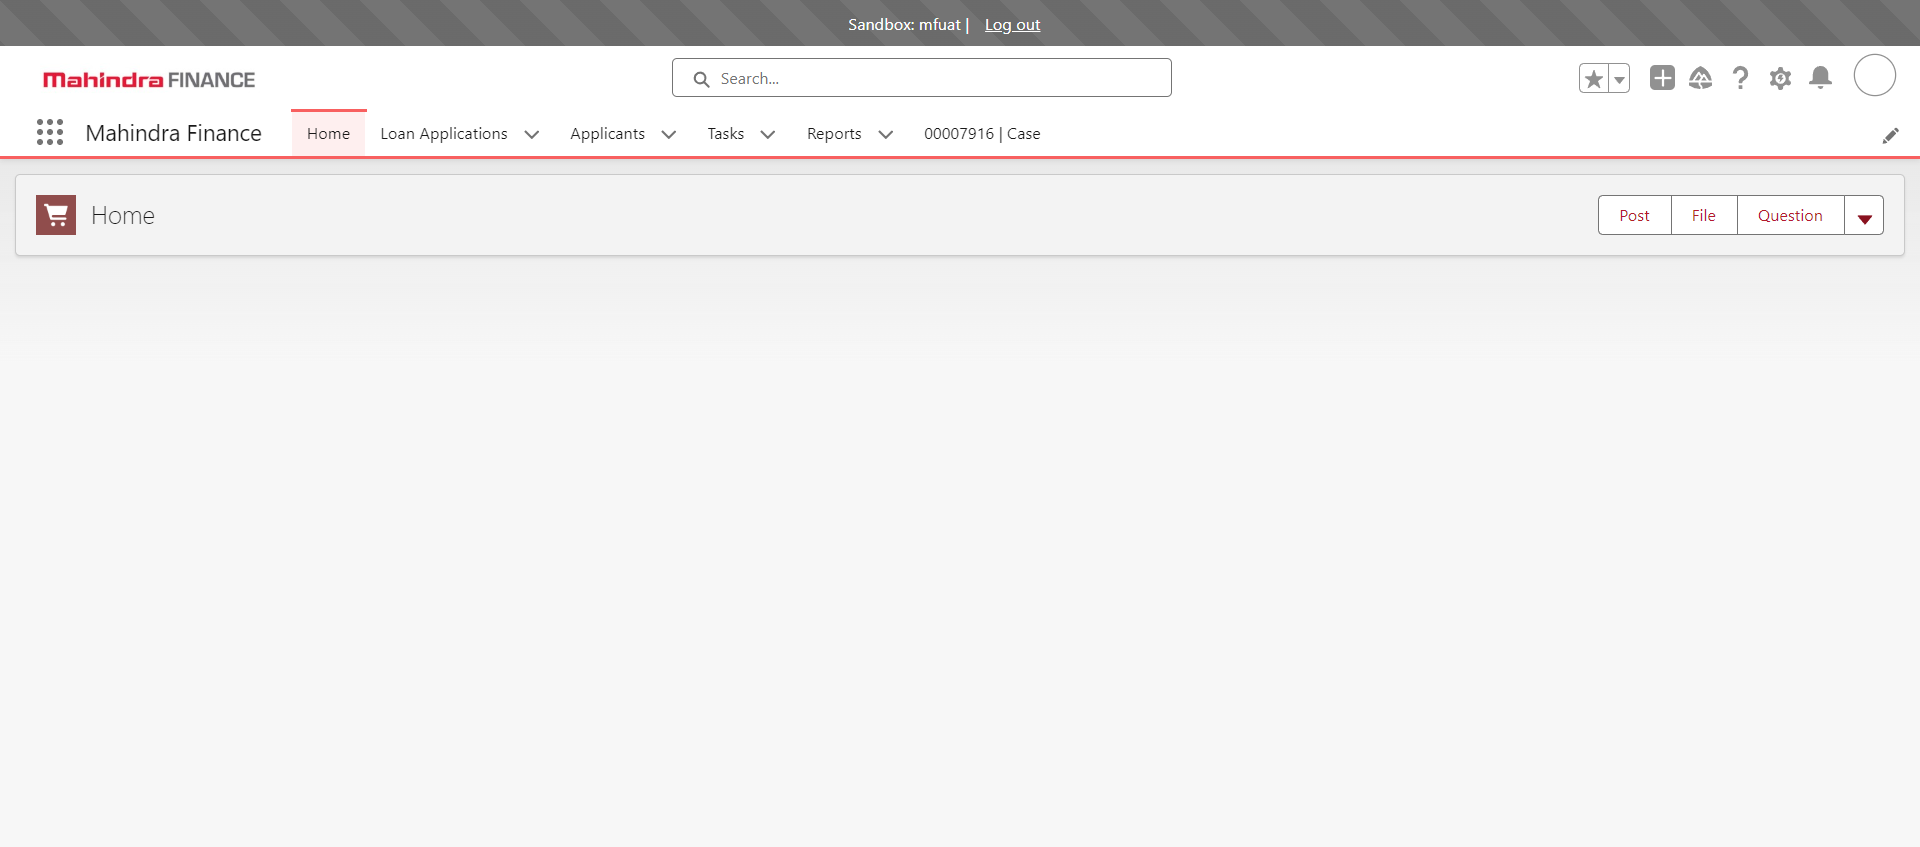 Sandbox: mfuat | Log out
Mahindra FINANCE
Search...
Mahindra Finance Home Loan Applications Applicants Tasks Reports 00007916 | Case
Home Post File Question